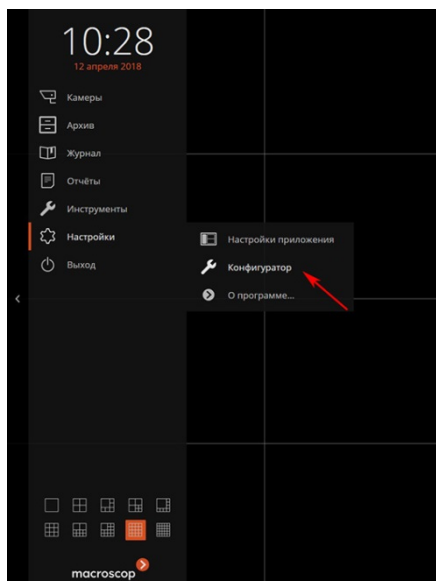 10:28
12 апреля 2018
Камеры
Архив
Журнал
Отчёты
Инструменты
Настройки
Настройки приложения
Конфигуратор
О программе...
Выход
macroscop